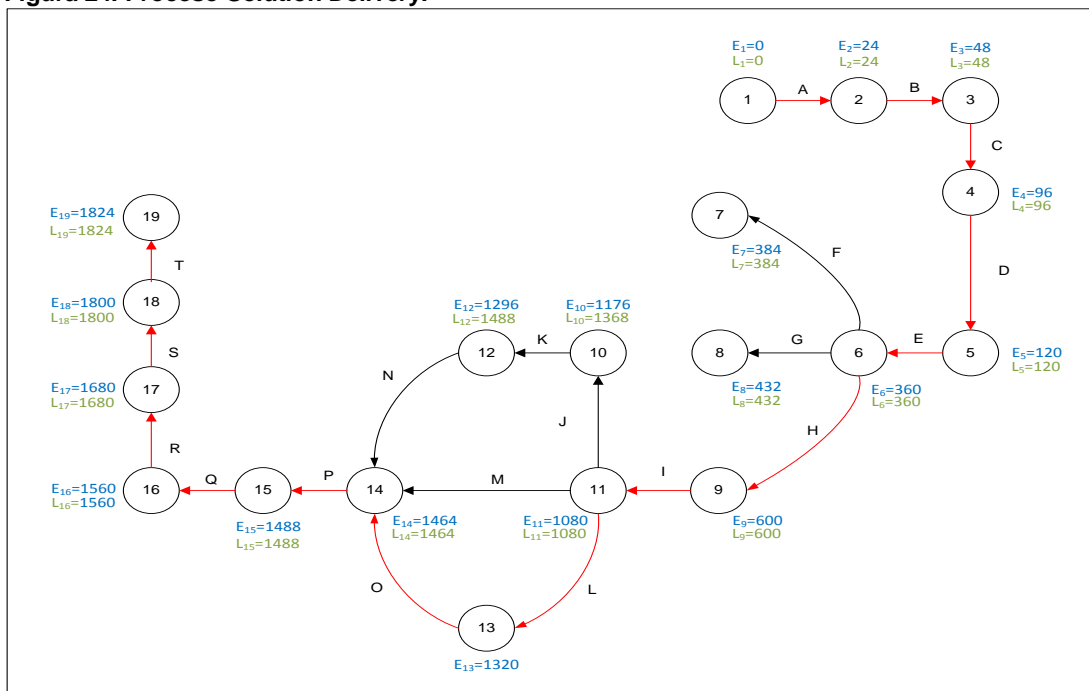 Figura 24. Proceso Solution Delivery.
E1=0
L1=0
E2=24
L2=24
E3=48
L3=48
1
A
2
B
3
C
4
E4=96
L4=96
D
7
E7=384
L7=384
F
8
G
6
E
5
E5=120
L5=120
E8=432
L8=432
E6=360
L6=360
H
E19=1824
L19=1824
19
T
E18=1800
L18=1800
18
S
E17=1680
L17=1680
17
R
E12=1296
L12=1488
E10=1176
L10=1368
12
K
10
N
J
16
Q
15
P
14
M
11
I
9
E16=1560
L16=1560
E15=1488
L15=1488
E14=1464
L14=1464
E11=1080
L11=1080
E9=600
L9=600
O
L
13
E13=1320